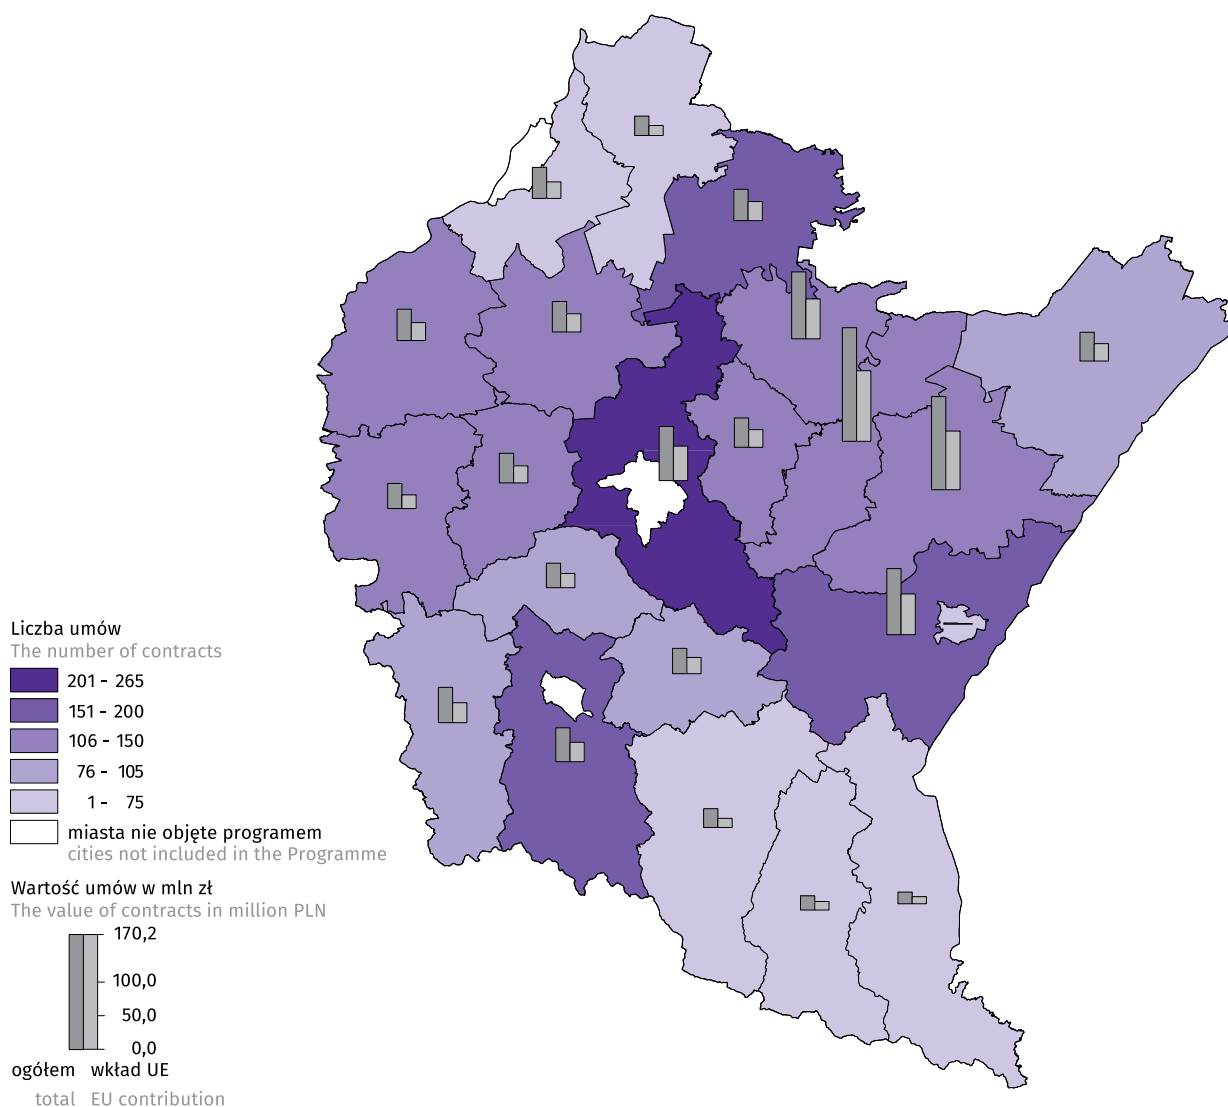 Liczba umów
The number of contracts
201 - 265
151 - 200
106 - 150
76 - 105
1 - 75
miasta nie objęte programem
cities not included in the Programme
Wartość umów w mln zł
The value of contracts in million PLN
170,2
100,0
50,0
0,0
ogółem wkład UE
total EU contribution